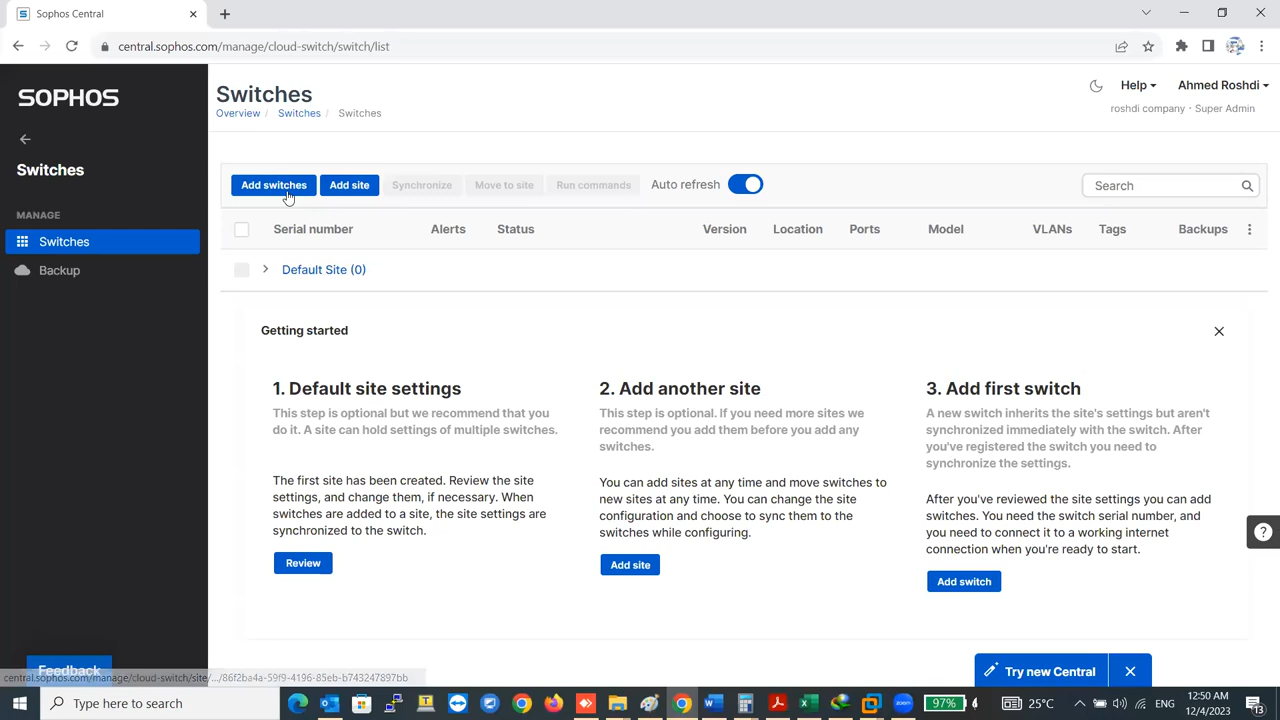 Sophos Central
central.sophos.com/manage/cloud-switch/switch/list
SOPHOS
Switches
MANAGE
Switches
Backup
Feedback
Switches
Overview / Switches / Switches
Help
Ahmed Roshdi
roshdi company · Super Admin
Add switches Add site Synchronize Move to site Run commands Auto refresh Search
Serial number Alerts Status Version Location Ports Model VLANs Tags Backups
Default Site (0)
Getting started
1. Default site settings
This step is optional but we recommend that you
do it. A site can hold settings of multiple switches.
The first site has been created. Review the site
settings, and change them, if necessary. When
switches are added to a site, the site settings are
synchronized to the switch.
Review
2. Add another site
This step is optional. If you need more sites we
recommend you add them before you add any
switches.
You can add sites at any time and move switches to
new sites at any time. You can change the site
configuration and choose to sync them to the
switches while configuring.
Add site
3. Add first switch
A new switch inherits the site's settings but aren't
synchronized immediately with the switch. After
you've registered the switch you need to
synchronize the settings.
After you've reviewed the site settings you can add
switches. You need the switch serial number, and
you need to connect it to a working internet
connection when you're ready to start.
Add switch
Try new Central
central.sophos.com/manage/cloud-switch/site/.../86f2ba4a-59f9-4196-85eb-b743e7f897bb
Type here to search
zoom
97%
25°C
12:50 AM
12/4/2023
13